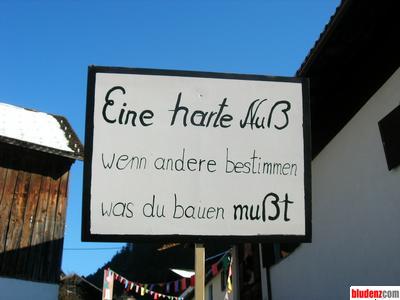 Eine harte Nuß
wenn andere bestimmen
was du bauen mußt
bludenz.com